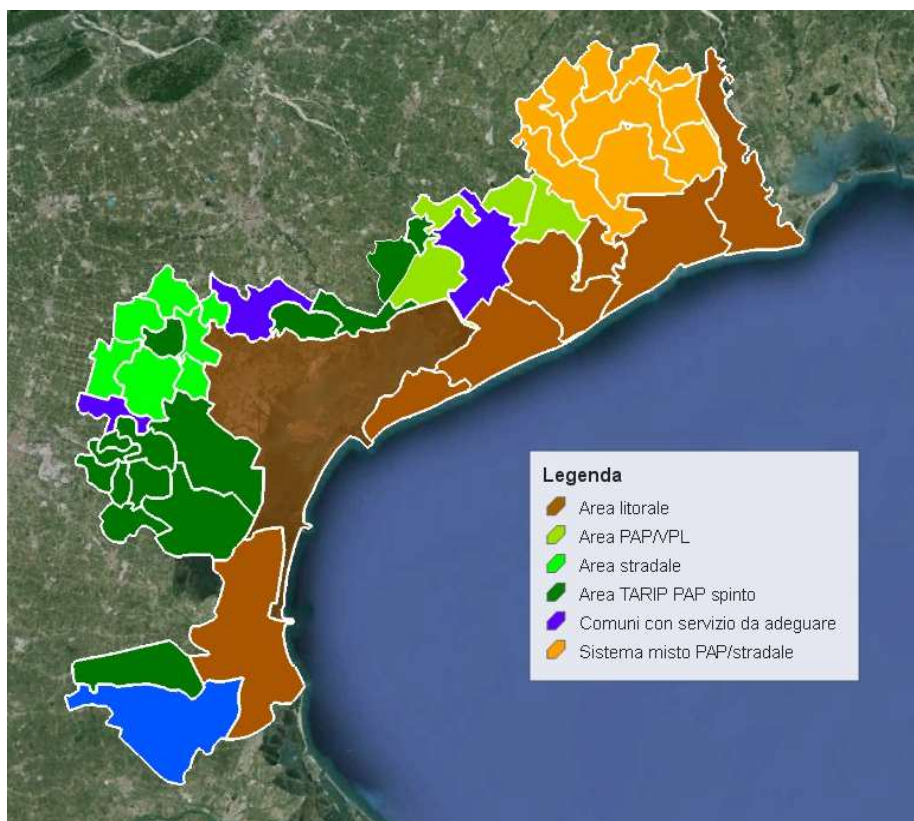 Legenda
Area litorale
Area PAP/VPL
Area stradale
Area TARIP PAP spinto
Comuni con servizio da adeguare
Sistema misto PAP/stradale